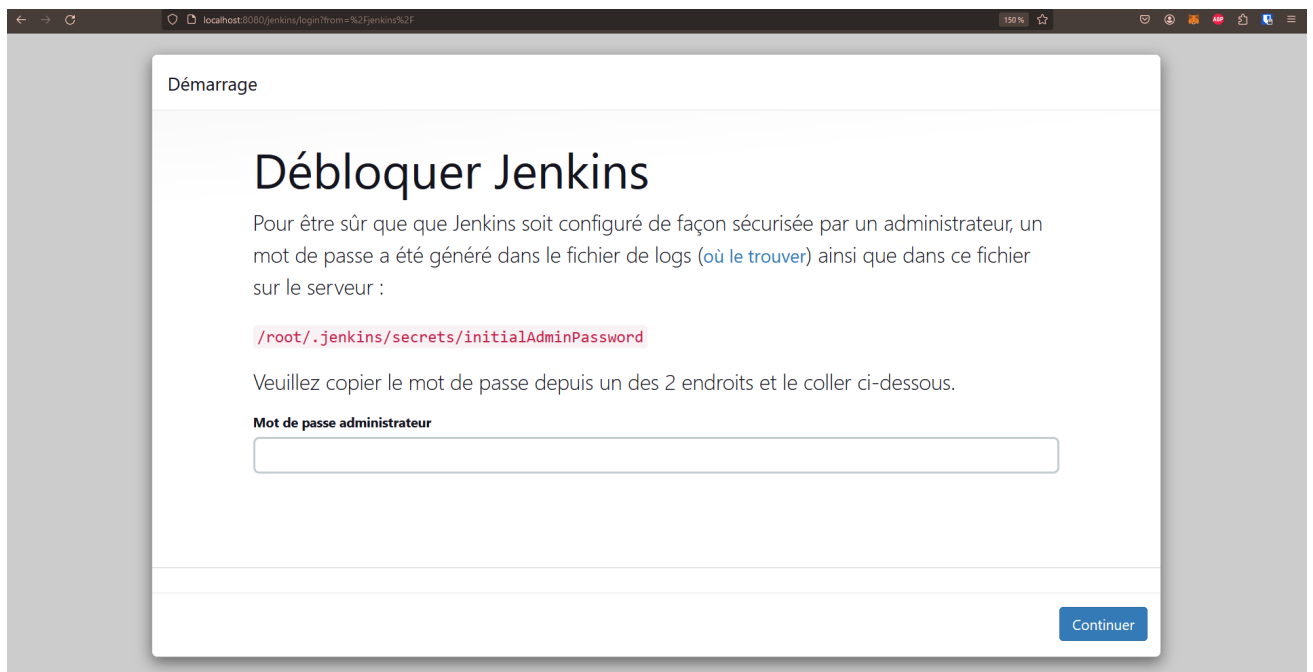 localhost:8080/jenkins/login?from=%2Fjenkins%2F
150 %
ABP
Démarrage
Débloquer Jenkins
Pour être sûr que que Jenkins soit configuré de façon sécurisée par un administrateur, un
mot de passe a été généré dans le fichier de logs (où le trouver) ainsi que dans ce fichier
sur le serveur :
/root/.jenkins/secrets/initialAdminPassword
Veuillez copier le mot de passe depuis un des 2 endroits et le coller ci-dessous.
Mot de passe administrateur
Continuer